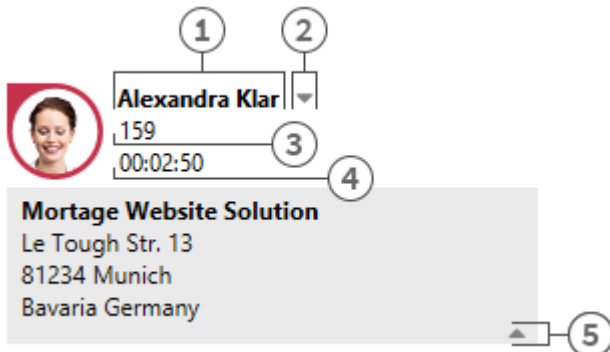 1 2
Alexandra Klar
159
3
00:02:50
4
Mortage Website Solution
Le Tough Str. 13
81234 Munich
Bavaria Germany
5